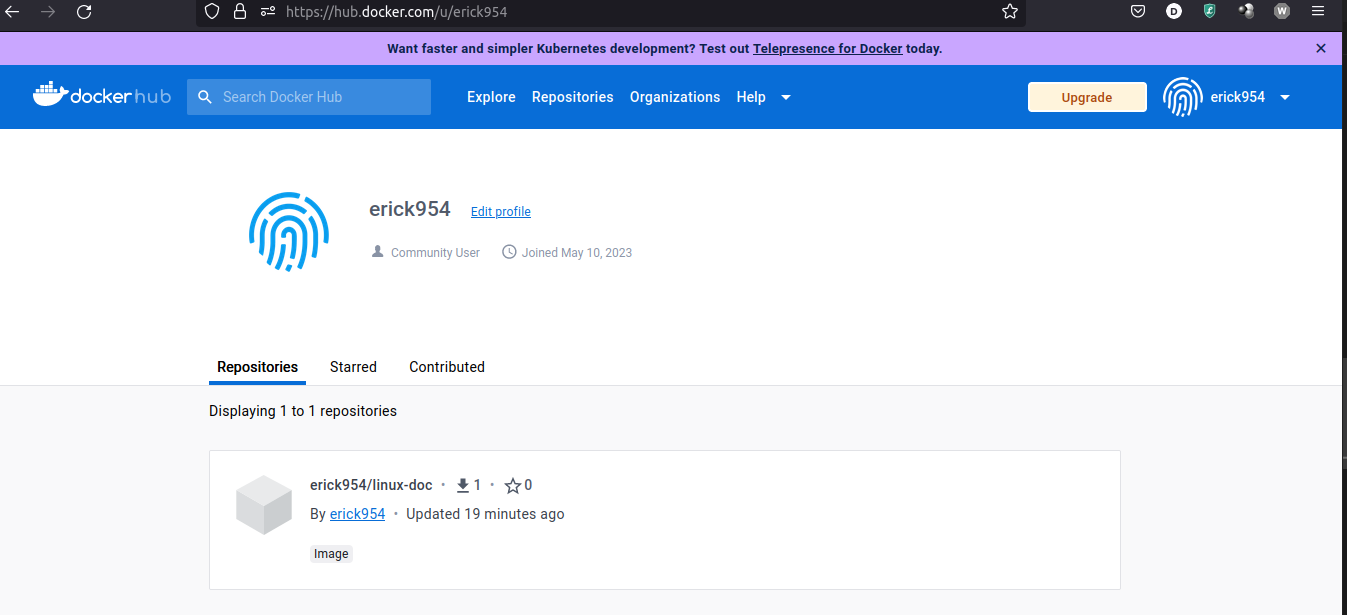 https://hub.docker.com/u/erick954
D
W
Want faster and simpler Kubernetes development? Test out Telepresence for Docker today.
dockerhub
Search Docker Hub
Explore Repositories Organizations Help
Upgrade
erick954
erick954 Edit profile
Community User Joined May 10, 2023
Repositories Starred Contributed
Displaying 1 to 1 repositories
erick954/linux-doc • 1 • 0
By erick954 • Updated 19 minutes ago
Image